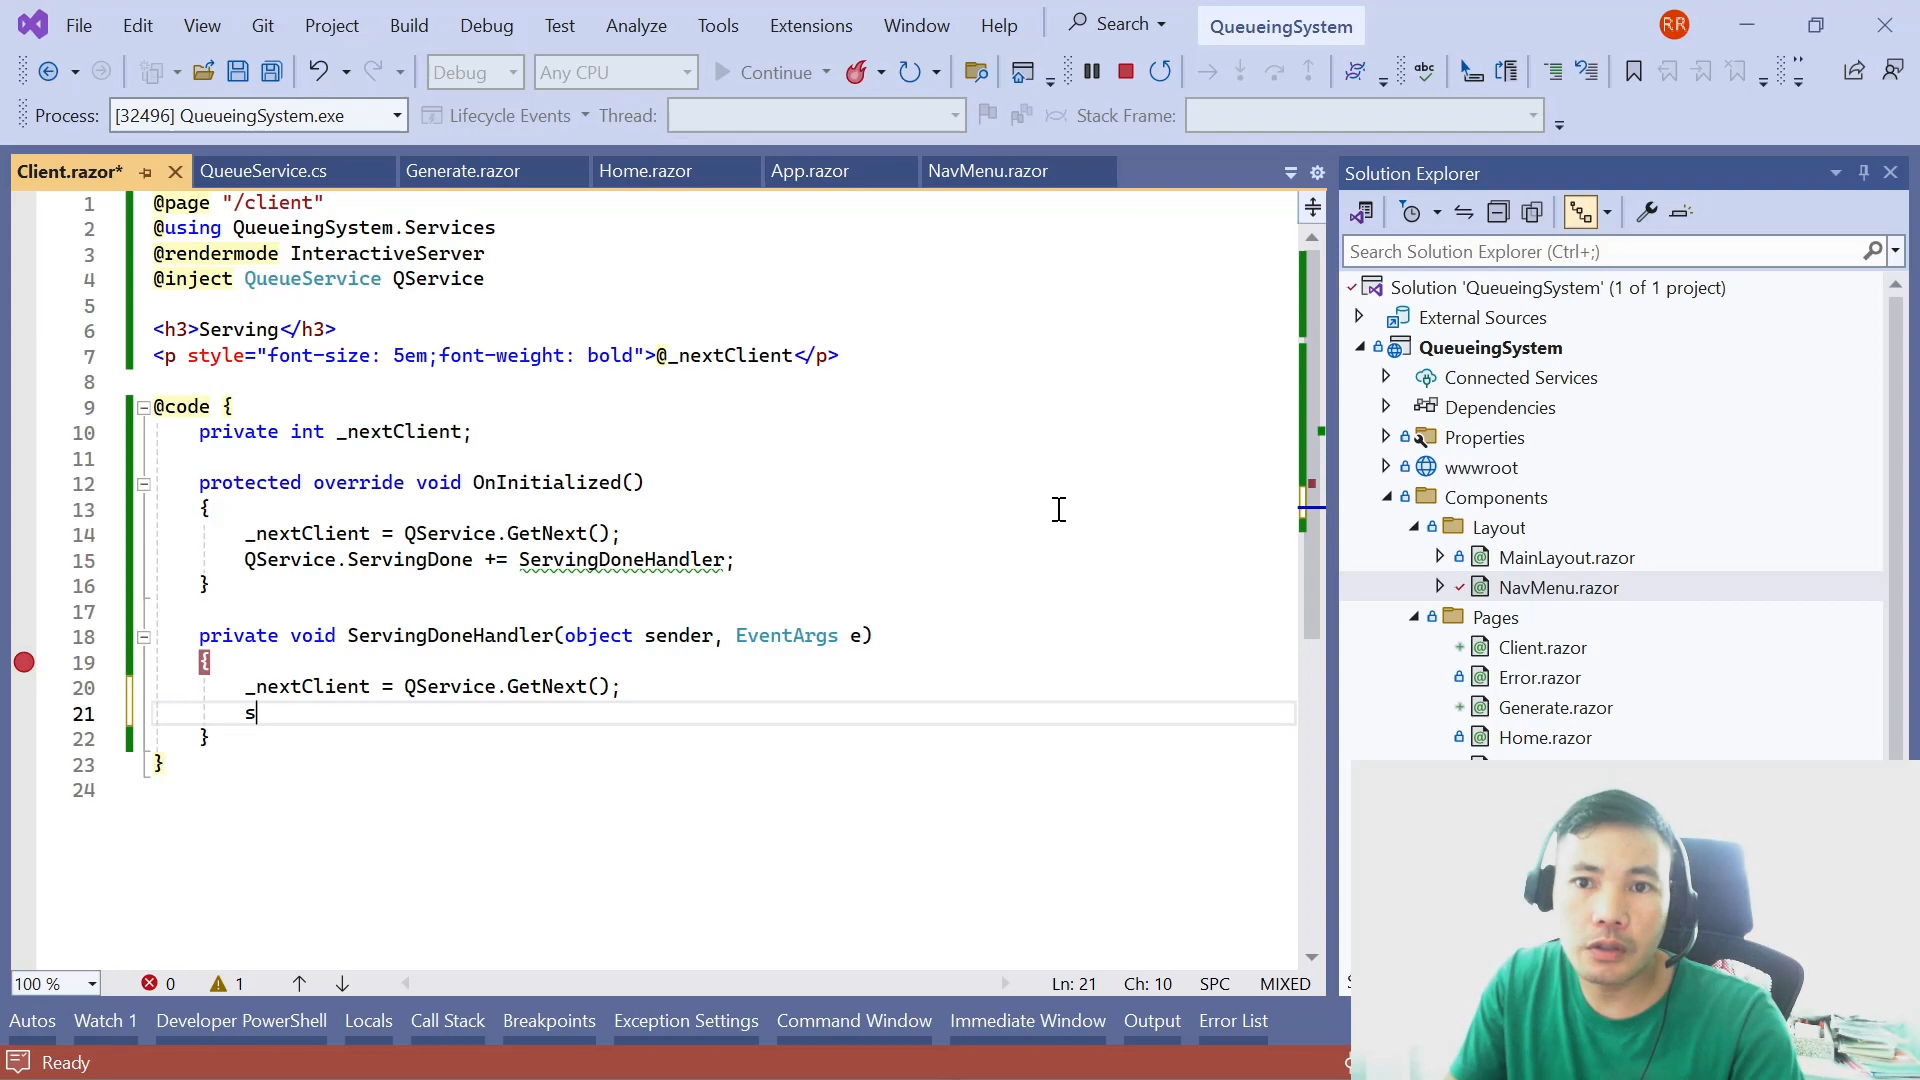 File Edit View Git Project Build Debug Test Analyze Tools Extensions Window Help Search QueueingSystem RR
Debug Any CPU Continue
Process: [32496] QueueingSystem.exe Lifecycle Events Thread: Stack Frame:
Client.razor* QueueService.cs Generate.razor Home.razor App.razor NavMenu.razor
1 @page "/client"
2 @using QueueingSystem.Services
3 @rendermode InteractiveServer
4 @inject QueueService QService
5
6 <h3>Serving</h3>
7 <p style="font-size: 5em;font-weight: bold">@_nextClient</p>
8
9 @code {
10 private int _nextClient;
11
12 protected override void OnInitialized()
13 {
14 _nextClient = QService.GetNext();
15 QService.ServingDone += ServingDoneHandler;
16 }
17
18 private void ServingDoneHandler(object sender, EventArgs e)
19 {
20 _nextClient = QService.GetNext();
21 s
22 }
23 }
24
100 % 0 1 Ln: 21 Ch: 10 SPC MIXED
Solution Explorer
Search Solution Explorer (Ctrl+;)
Solution 'QueueingSystem' (1 of 1 project)
External Sources
QueueingSystem
Connected Services
Dependencies
Properties
wwwroot
Components
Layout
MainLayout.razor
NavMenu.razor
Pages
Client.razor
Error.razor
Generate.razor
Home.razor
Autos Watch 1 Developer PowerShell Locals Call Stack Breakpoints Exception Settings Command Window Immediate Window Output Error List
Ready